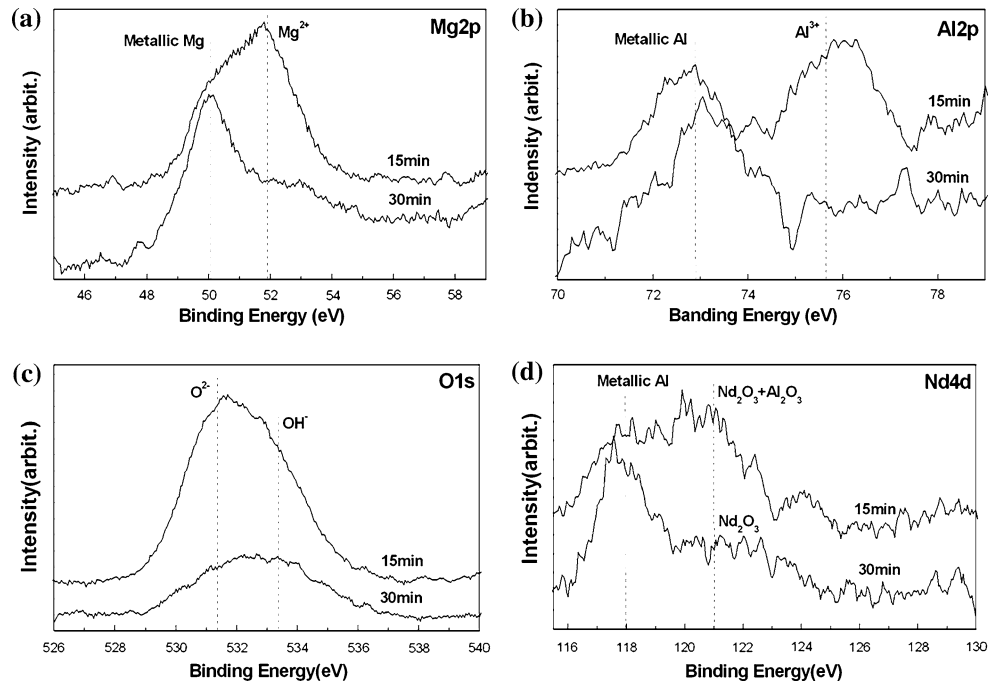 (a)
Mg2p
Metallic Mg
Mg2+
15min
30min
Intensity (arbit.)
46 48 50 52 54 56 58
Binding Energy (eV)
(b)
Al2p
Metallic Al
Al3+
15min
30min
Indensity (arbit.)
70 72 74 76 78
Banding Energy (eV)
(c)
O1s
O2-
OH-
15min
30min
Intensity(arbit.)
526 528 530 532 534 536 538 540
Binding Energy(eV)
(d)
Nd4d
Metallic Al
Nd2O3+Al2O3
Nd2O3
15min
30min
Intensity(arbit.)
116 118 120 122 124 126 128 130
Binding Energy(eV)